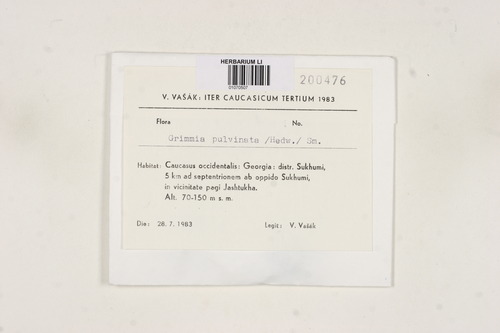 HERBARIUM LI
200476
V. VAŠÁK: ITER CAUCASICUM TERTIUM 1983
Flora No.
Grimmia pulvinata /Hedw./ Sm.
Habitat: Caucasus occidentalis: Georgia: distr. Sukhumi,
5 km ad septentrionem ab oppido Sukhumi,
in vicinitate pagi Jashtukha.
Alt. 70-150 m s. m.
Die: 28. 7. 1983 Legit: V. Vašák